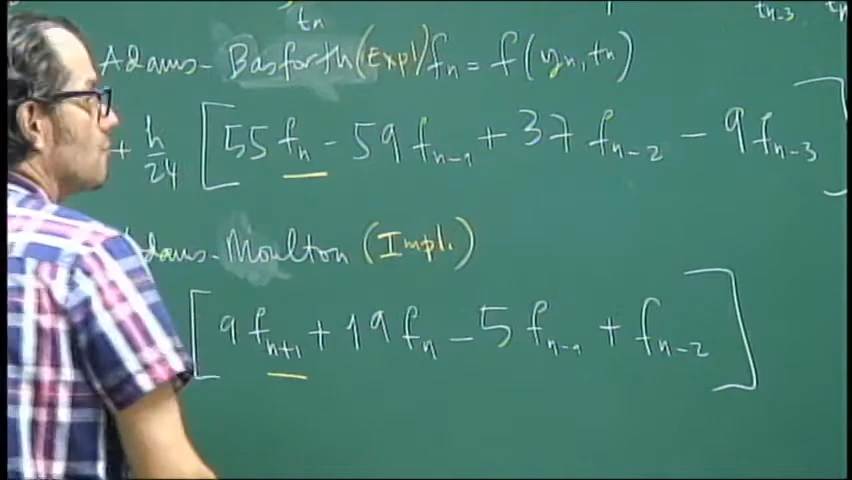 tₙ tₙ₋₃
Adams-Basforth (Expl) fₙ = f(yₙ, tₙ)
+ h/24 [55 fₙ - 59 fₙ₋₁ + 37 fₙ₋₂ - 9 fₙ₋₃]
Adams-Moulton (Impl.)
[9 fₙ₊₁ + 19 fₙ - 5 fₙ₋₁ + fₙ₋₂]